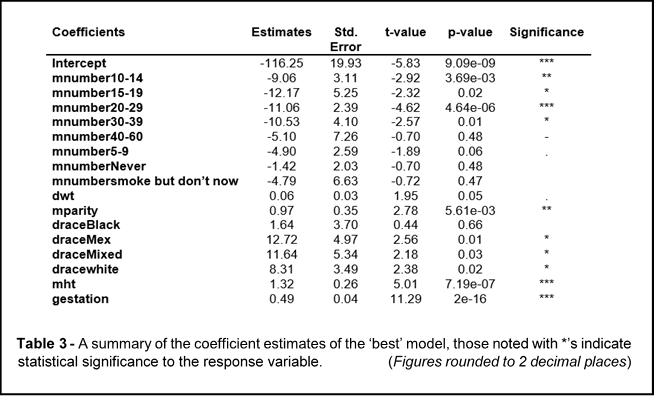 Coefficients Estimates Std. Error t-value p-value Significance
Intercept -116.25 19.93 -5.83 9.09e-09 ***
mnumber10-14 -9.06 3.11 -2.92 3.69e-03 **
mnumber15-19 -12.17 5.25 -2.32 0.02 *
mnumber20-29 -11.06 2.39 -4.62 4.64e-06 ***
mnumber30-39 -10.53 4.10 -2.57 0.01 *
mnumber40-60 -5.10 7.26 -0.70 0.48 -
mnumber5-9 -4.90 2.59 -1.89 0.06 .
mnumberNever -1.42 2.03 -0.70 0.48
mnumbersmoke but don't now -4.79 6.63 -0.72 0.47
dwt 0.06 0.03 1.95 0.05 .
mparity 0.97 0.35 2.78 5.61e-03 **
draceBlack 1.64 3.70 0.44 0.66
draceMex 12.72 4.97 2.56 0.01 *
draceMixed 11.64 5.34 2.18 0.03 *
dracewhite 8.31 3.49 2.38 0.02 *
mht 1.32 0.26 5.01 7.19e-07 ***
gestation 0.49 0.04 11.29 2e-16 ***
Table 3 - A summary of the coefficient estimates of the 'best' model, those noted with *'s indicate
statistical significance to the response variable. (Figures rounded to 2 decimal places)